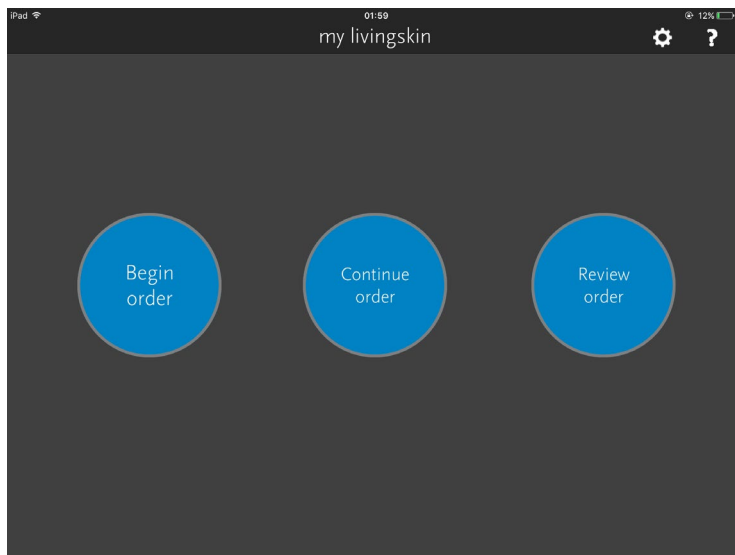 iPad 01:59 12%
my livingskin ?
Begin
order
Continue
order
Review
order